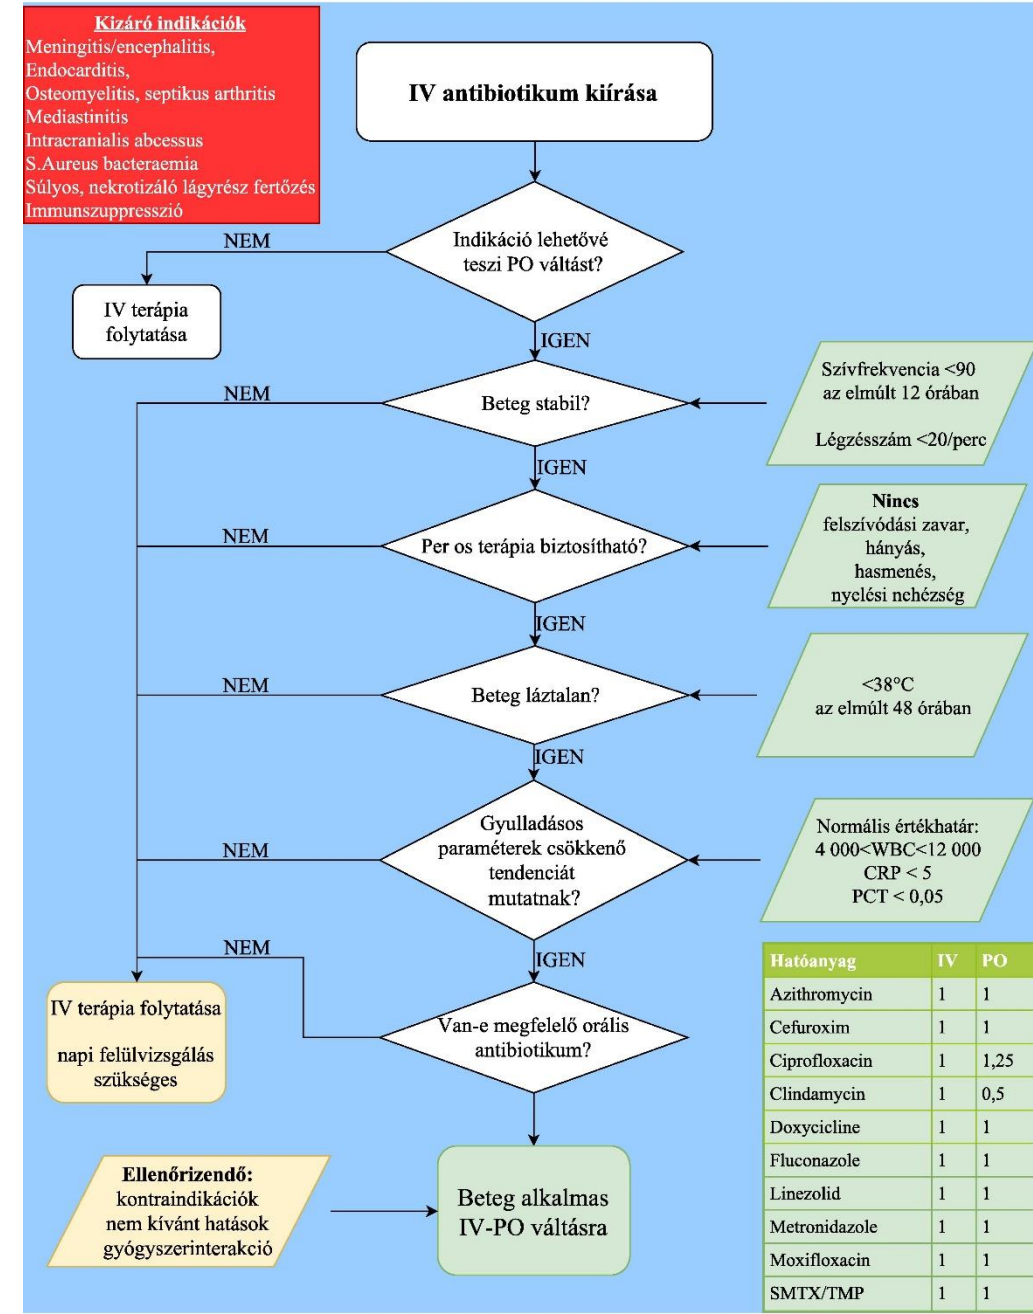 Kizáró indikációk
Meningitis/encephalitis,
Endocarditis,
Osteomyelitis, septikus arthritis
Mediastinitis
Intracranialis abcessus
S.Aureus bacteraemia
Súlyos, nekrotizáló lágyrész fertőzés
Immunszuppresszió
IV antibiotikum kiírása
Indikáció lehetővé
teszi PO váltást?
NEM
IV terápia
folytatása
IGEN
Beteg stabil?
NEM
Szívfrekvencia <90
az elmúlt 12 órában
Légzésszám <20/perc
IGEN
Per os terápia biztosítható?
NEM
Nincs
felszívódási zavar,
hányás,
hasmenés,
nyelési nehézség
IGEN
Beteg láztalan?
NEM
<38°C
az elmúlt 48 órában
IGEN
Gyulladásos
paraméterek csökkenő
tendenciát
mutatnak?
NEM
Normális értékhatár:
4 000<WBC<12 000
CRP < 5
PCT < 0,05
IGEN
Van-e megfelelő orális
antibiotikum?
NEM
IV terápia folytatása
napi felülvizsgálás
szükséges
Ellenőrizendő:
kontraindikációk
nem kívánt hatások
gyógyszerinterakció
Beteg alkalmas
IV-PO váltásra
Hatóanyag IV PO
Azithromycin 1 1
Cefuroxim 1 1
Ciprofloxacin 1 1,25
Clindamycin 1 0,5
Doxycicline 1 1
Fluconazole 1 1
Linezolid 1 1
Metronidazole 1 1
Moxifloxacin 1 1
SMTX/TMP 1 1